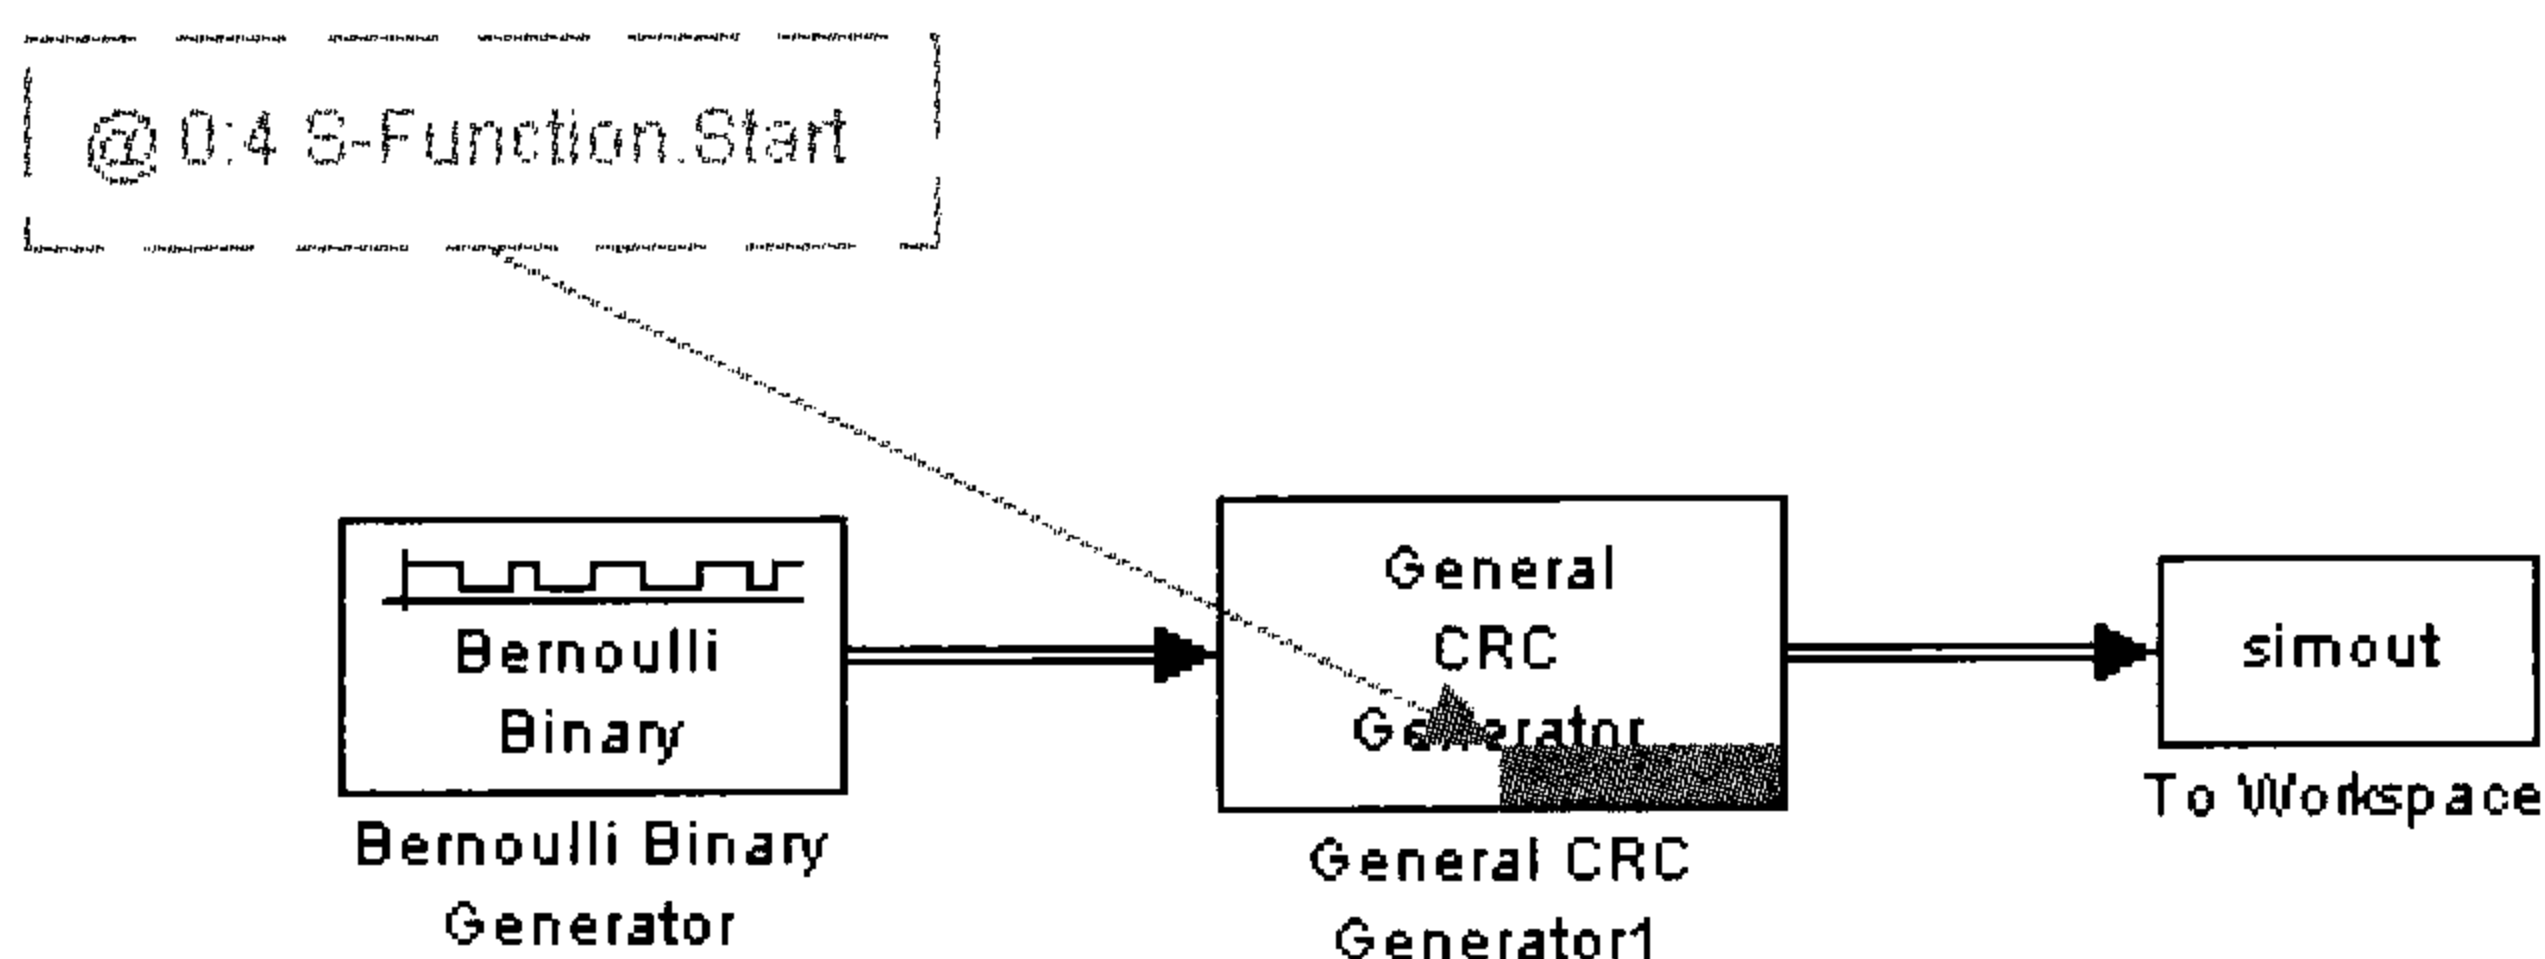 @ 0:4 S-Function.Start
General
CRC
Generator
Bernoulli
Binary
simout
To Workspace
Bernoulli Binary
Generator
General CRC
Generator1